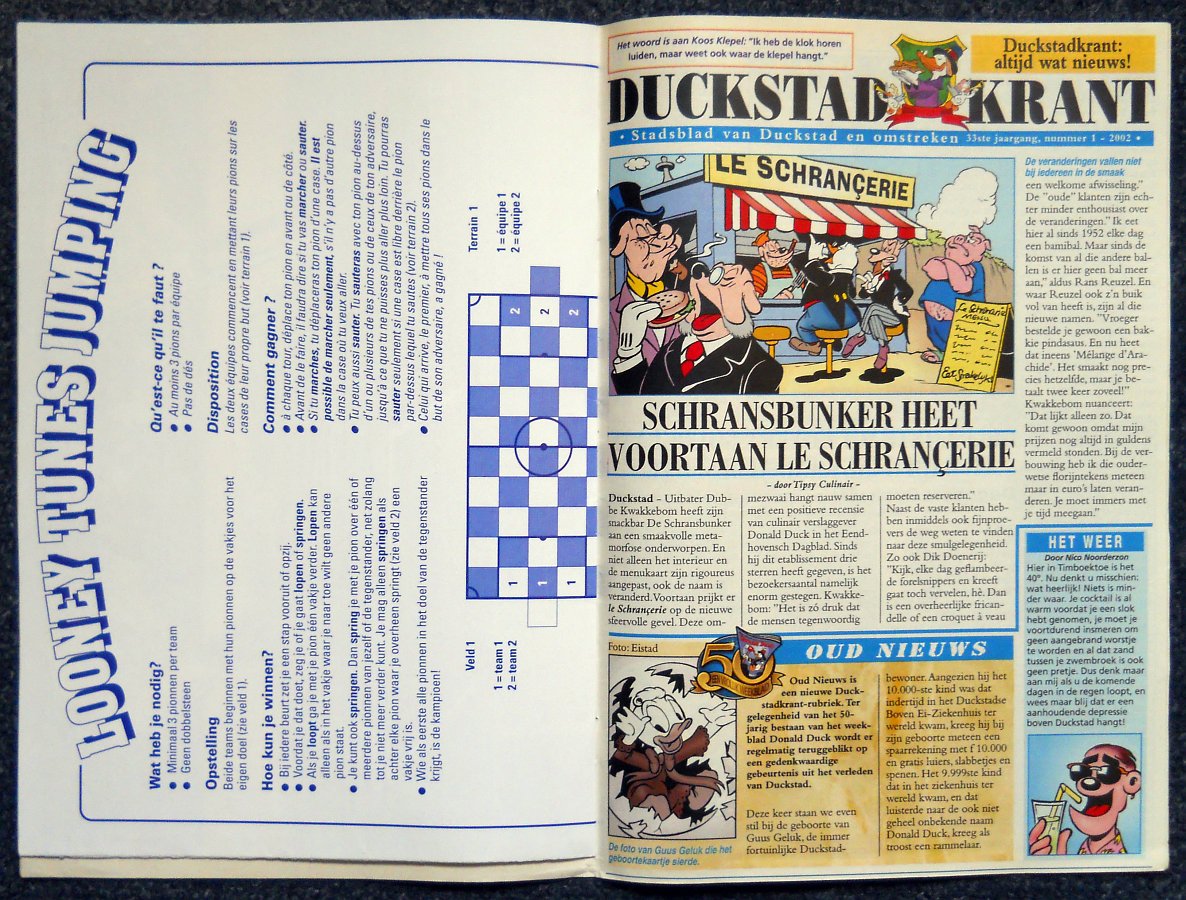 LOONEY TUNES JUMPING
Wat heb je nodig?
● Minimaal 3 pionnen per team
● Geen dobbelsteen
Opstelling
Beide teams beginnen met hun pionnen op de vakjes voor het
eigen doel (zie veld 1).
Hoe kun je winnen?
● Bij iedere beurt zet je een stap vooruit of opzij.
● Voordat je dat doet, zeg je of je gaat lopen of springen.
● Als je loopt ga je met je pion één vakje verder. Lopen kan
alleen als in het vakje waar je naar toe wilt geen andere
pion staat.
● Je kunt ook springen. Dan spring je met je pion over één of
meerdere pionnen van jezelf of de tegenstander, net zolang
tot je niet meer verder kunt. Je mag alleen springen als
achter elke pion waar je overheen springt (zie veld 2) een
vakje vrij is.
● Wie als eerste alle pionnen in het doel van de tegenstander
krijgt is de kampioen!
Qu'est-ce qu'il te faut ?
● Au moins 3 pions par équipe
● Pas de dés
Disposition
Les deux équipes commencent en mettant leurs pions sur les
cases de leur propre but (voir terrain 1).
Comment gagner ?
● à chaque tour, déplace ton pion en avant ou de côté.
● Avant de le faire, il faudra dire si tu vas marcher ou sauter.
● Si tu marches, tu déplaceras ton pion d'une case. Il est
possible de marcher seulement, s'il n'y a pas d'autre pion
dans la case où tu veux aller.
● Tu peux aussi sauter. Tu sauteras avec ton pion au-dessus
d'un ou plusieurs de tes pions ou de ceux de ton adversaire,
jusqu'à ce que tu ne puisses plus aller plus loin. Tu pourras
sauter seulement si une case est libre derrière le pion
par-dessus lequel tu sautes (voir terrain 2).
● Celui qui arrive, le premier, à mettre tous ses pions dans le
but de son adversaire, a gagné !
Veld 1
1 = team 1
2 = team 2
Terrain 1
1 = équipe 1
2 = équipe 2
1
1
1
2
2
2
Het woord is aan Koos Klepel: "Ik heb de klok horen
luiden, maar weet ook waar de klepel hangt."
Duckstadkrant:
altijd wat nieuws!
DUCKSTAD KRANT
• Stadsblad van Duckstad en omstreken 33ste jaargang, nummer 1 - 2002 •
LE SCHRANÇERIE
Le Schrançerie
MENU
Eet Smakelijk
SCHRANSBUNKER HEET
VOORTAAN LE SCHRANÇERIE
- door Tipsy Culinair -
Duckstad – Uitbater Dub-
be Kwakkebom heeft zijn
snackbar De Schransbunker
aan een smaakvolle meta-
morfose onderworpen. En
niet alleen het interieur en
de menukaart zijn rigoureus
aangepast, ook de naam is
veranderd. Voortaan prijkt er
le Schrançerie op de nieuwe
sfeervolle gevel. Deze om-
mezwaai hangt nauw samen
met een positieve recensie
van culinair verslaggever
Donald Duck in het Eend-
hovensch Dagblad. Sinds
hij dit etablissement drie
sterren heeft gegeven, is het
bezoekersaantal namelijk
enorm gestegen. Kwakke-
bom: "Het is zó druk dat
de mensen tegenwoordig
moeten reserveren."
Naast de vaste klanten heb-
ben inmiddels ook fijnproe-
vers de weg weten te vinden
naar deze smulgelegenheid.
Zo ook Dik Doenerij:
"Kijk, elke dag geflambeer-
de forelsnippers en kreeft
gaat toch vervelen, hè. Dan
is een overheerlijke frican-
delle of een croquet à veau
De veranderingen vallen niet
bij iedereen in de smaak
een welkome afwisseling."
De "oude" klanten zijn ech-
ter minder enthousiast over
de veranderingen." Ik eet
hier al sinds 1952 elke dag
een bamibal. Maar sinds de
komst van al die andere bal-
len is er hier geen bal meer
aan," aldus Rans Reuzel. En
waar Reuzel ook z'n buik
vol van heeft, is zijn al die
nieuwe namen. "Vroeger
bestelde je gewoon een bak-
kie pindasaus. En nu heet
dat ineens 'Mélange d'Ara-
chide'. Het smaakt nog pre-
cies hetzelfde, maar je be-
taalt twee keer zoveel!"
Kwakkebom nuanceert:
"Dat lijkt alleen zo. Dat
komt gewoon omdat mijn
prijzen nog altijd in guldens
vermeld stonden. Bij de ver-
bouwing heb ik die ouder-
wetse florijntekens meteen
maar in euro's laten veran-
deren. Je moet immers met
je tijd meegaan."
HET WEER
Door Nico Noorderzon
Hier in Timboektoe is het
40°. Nu denkt u misschien:
wat heerlijk! Niets is min-
der waar. Je cocktail is al
warm voordat je een slok
hebt genomen, je moet je
voortdurend insmeren om
geen aangebrand worstje
te worden en al dat zand
tussen je zwembroek is ook
geen pretje. Dus denk maar
aan mij als u de komende
dagen in de regen loopt, en
wees maar blij dat er een
aanhoudende depressie
boven Duckstad hangt!
Foto: Eistad
50
EEN VROLIJK WEEKBLAD
OUD NIEUWS
De foto van Guus Geluk die het
geboortekaartje sierde.
Oud Nieuws is
een nieuwe Duck-
stadkrant-rubriek. Ter
gelegenheid van het 50-
jarig bestaan van het week-
blad Donald Duck wordt er
regelmatig teruggeblikt op
een gedenkwaardige
gebeurtenis uit het verleden
van Duckstad.
Deze keer staan we even
stil bij de geboorte van
Guus Geluk, de immer
fortuinlijke Duckstad-
bewoner. Aangezien hij het
10.000-ste kind was dat
indertijd in het Duckstadse
Boven Ei-Ziekenhuis ter
wereld kwam, kreeg hij bij
zijn geboorte meteen een
spaarrekening met f 10.000
en gratis luiers, slabbetjes en
spenen. Het 9.999ste kind
dat in het ziekenhuis ter
wereld kwam, en dat
luisterde naar de ook niet
geheel onbekende naam
Donald Duck, kreeg als
troost een rammelaar.